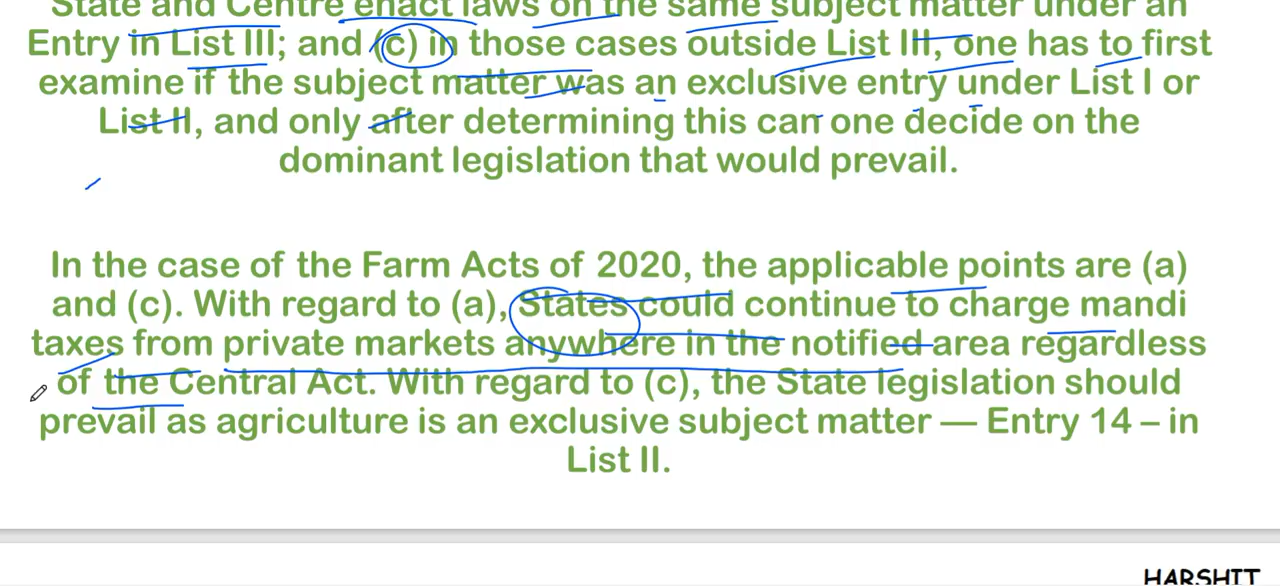 State and Centre enact laws on the same subject matter under an
Entry in List III; and (c) in those cases outside List III, one has to first
examine if the subject matter was an exclusive entry under List I or
List II, and only after determining this can one decide on the
dominant legislation that would prevail.
In the case of the Farm Acts of 2020, the applicable points are (a)
and (c). With regard to (a), States could continue to charge mandi
taxes from private markets anywhere in the notified area regardless
of the Central Act. With regard to (c), the State legislation should
prevail as agriculture is an exclusive subject matter — Entry 14 – in
List II.
HARSHIT